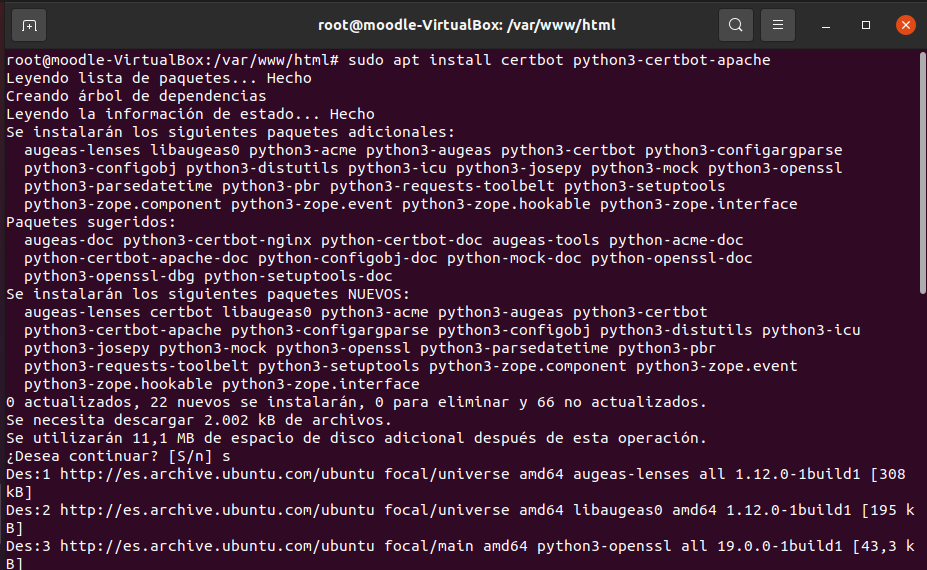 root@moodle-VirtualBox: /var/www/html
root@moodle-VirtualBox:/var/www/html# sudo apt install certbot python3-certbot-apache
Leyendo lista de paquetes... Hecho
Creando árbol de dependencias
Leyendo la información de estado... Hecho
Se instalarán los siguientes paquetes adicionales:
  augeas-lenses libaugeas0 python3-acme python3-augeas python3-certbot python3-configargparse
  python3-configobj python3-distutils python3-icu python3-josepy python3-mock python3-openssl
  python3-parsedatetime python3-pbr python3-requests-toolbelt python3-setuptools
  python3-zope.component python3-zope.event python3-zope.hookable python3-zope.interface
Paquetes sugeridos:
  augeas-doc python3-certbot-nginx python-certbot-doc augeas-tools python-acme-doc
  python-certbot-apache-doc python-configobj-doc python-mock-doc python-openssl-doc
  python3-openssl-dbg python-setuptools-doc
Se instalarán los siguientes paquetes NUEVOS:
  augeas-lenses certbot libaugeas0 python3-acme python3-augeas python3-certbot
  python3-certbot-apache python3-configargparse python3-configobj python3-distutils python3-icu
  python3-josepy python3-mock python3-openssl python3-parsedatetime python3-pbr
  python3-requests-toolbelt python3-setuptools python3-zope.component python3-zope.event
  python3-zope.hookable python3-zope.interface
0 actualizados, 22 nuevos se instalarán, 0 para eliminar y 66 no actualizados.
Se necesita descargar 2.002 kB de archivos.
Se utilizarán 11,1 MB de espacio de disco adicional después de esta operación.
¿Desea continuar? [S/n] s
Des:1 http://es.archive.ubuntu.com/ubuntu focal/universe amd64 augeas-lenses all 1.12.0-1build1 [308
kB]
Des:2 http://es.archive.ubuntu.com/ubuntu focal/universe amd64 libaugeas0 amd64 1.12.0-1build1 [195 k
B]
Des:3 http://es.archive.ubuntu.com/ubuntu focal/main amd64 python3-openssl all 19.0.0-1build1 [43,3 k
B]